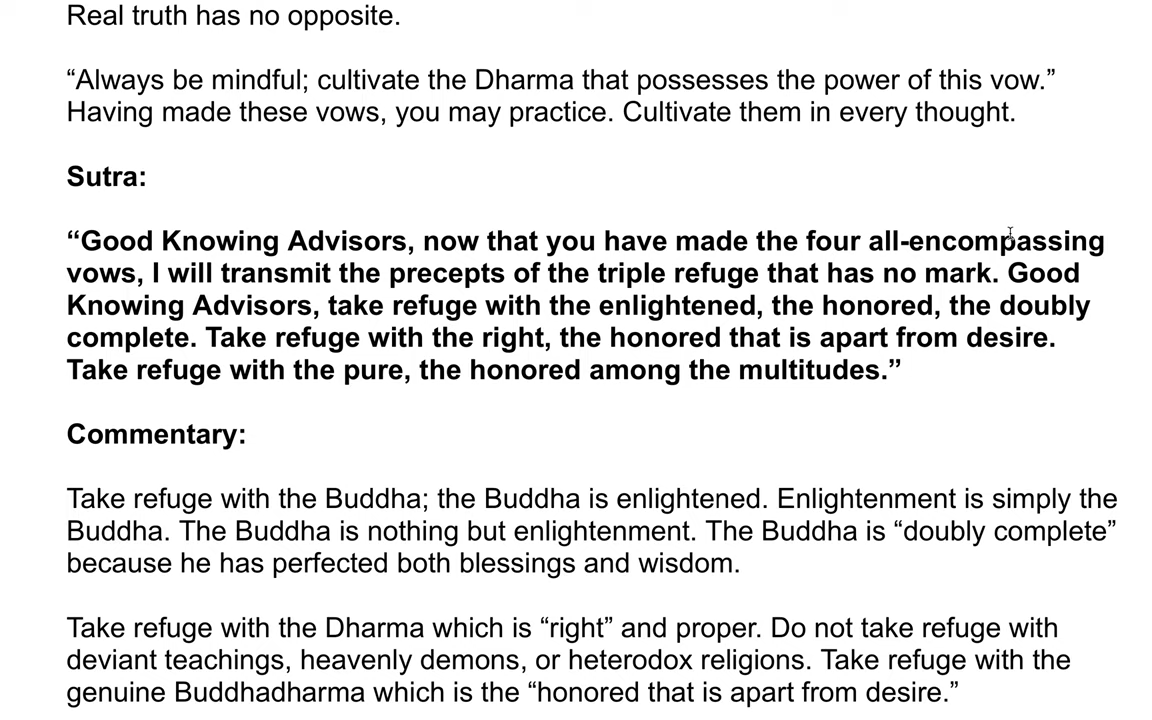 Real truth has no opposite.
“Always be mindful; cultivate the Dharma that possesses the power of this vow.”
Having made these vows, you may practice. Cultivate them in every thought.
Sutra:
“Good Knowing Advisors, now that you have made the four all-encompassing
vows, I will transmit the precepts of the triple refuge that has no mark. Good
Knowing Advisors, take refuge with the enlightened, the honored, the doubly
complete. Take refuge with the right, the honored that is apart from desire.
Take refuge with the pure, the honored among the multitudes.”
Commentary:
Take refuge with the Buddha; the Buddha is enlightened. Enlightenment is simply the
Buddha. The Buddha is nothing but enlightenment. The Buddha is “doubly complete”
because he has perfected both blessings and wisdom.
Take refuge with the Dharma which is “right” and proper. Do not take refuge with
deviant teachings, heavenly demons, or heterodox religions. Take refuge with the
genuine Buddhadharma which is the “honored that is apart from desire.”